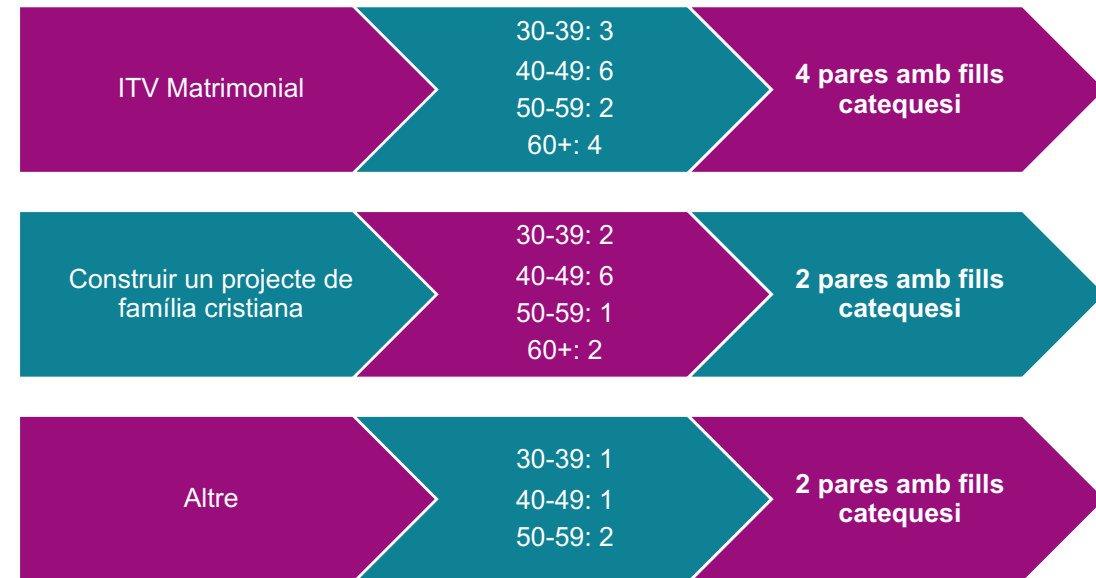 ITV Matrimonial
30-39: 3
40-49: 6
50-59: 2
60+: 4
4 pares amb fills
catequesi
Construir un projecte de
família cristiana
30-39: 2
40-49: 6
50-59: 1
60+: 2
2 pares amb fills
catequesi
Altre
30-39: 1
40-49: 1
50-59: 2
2 pares amb fills
catequesi